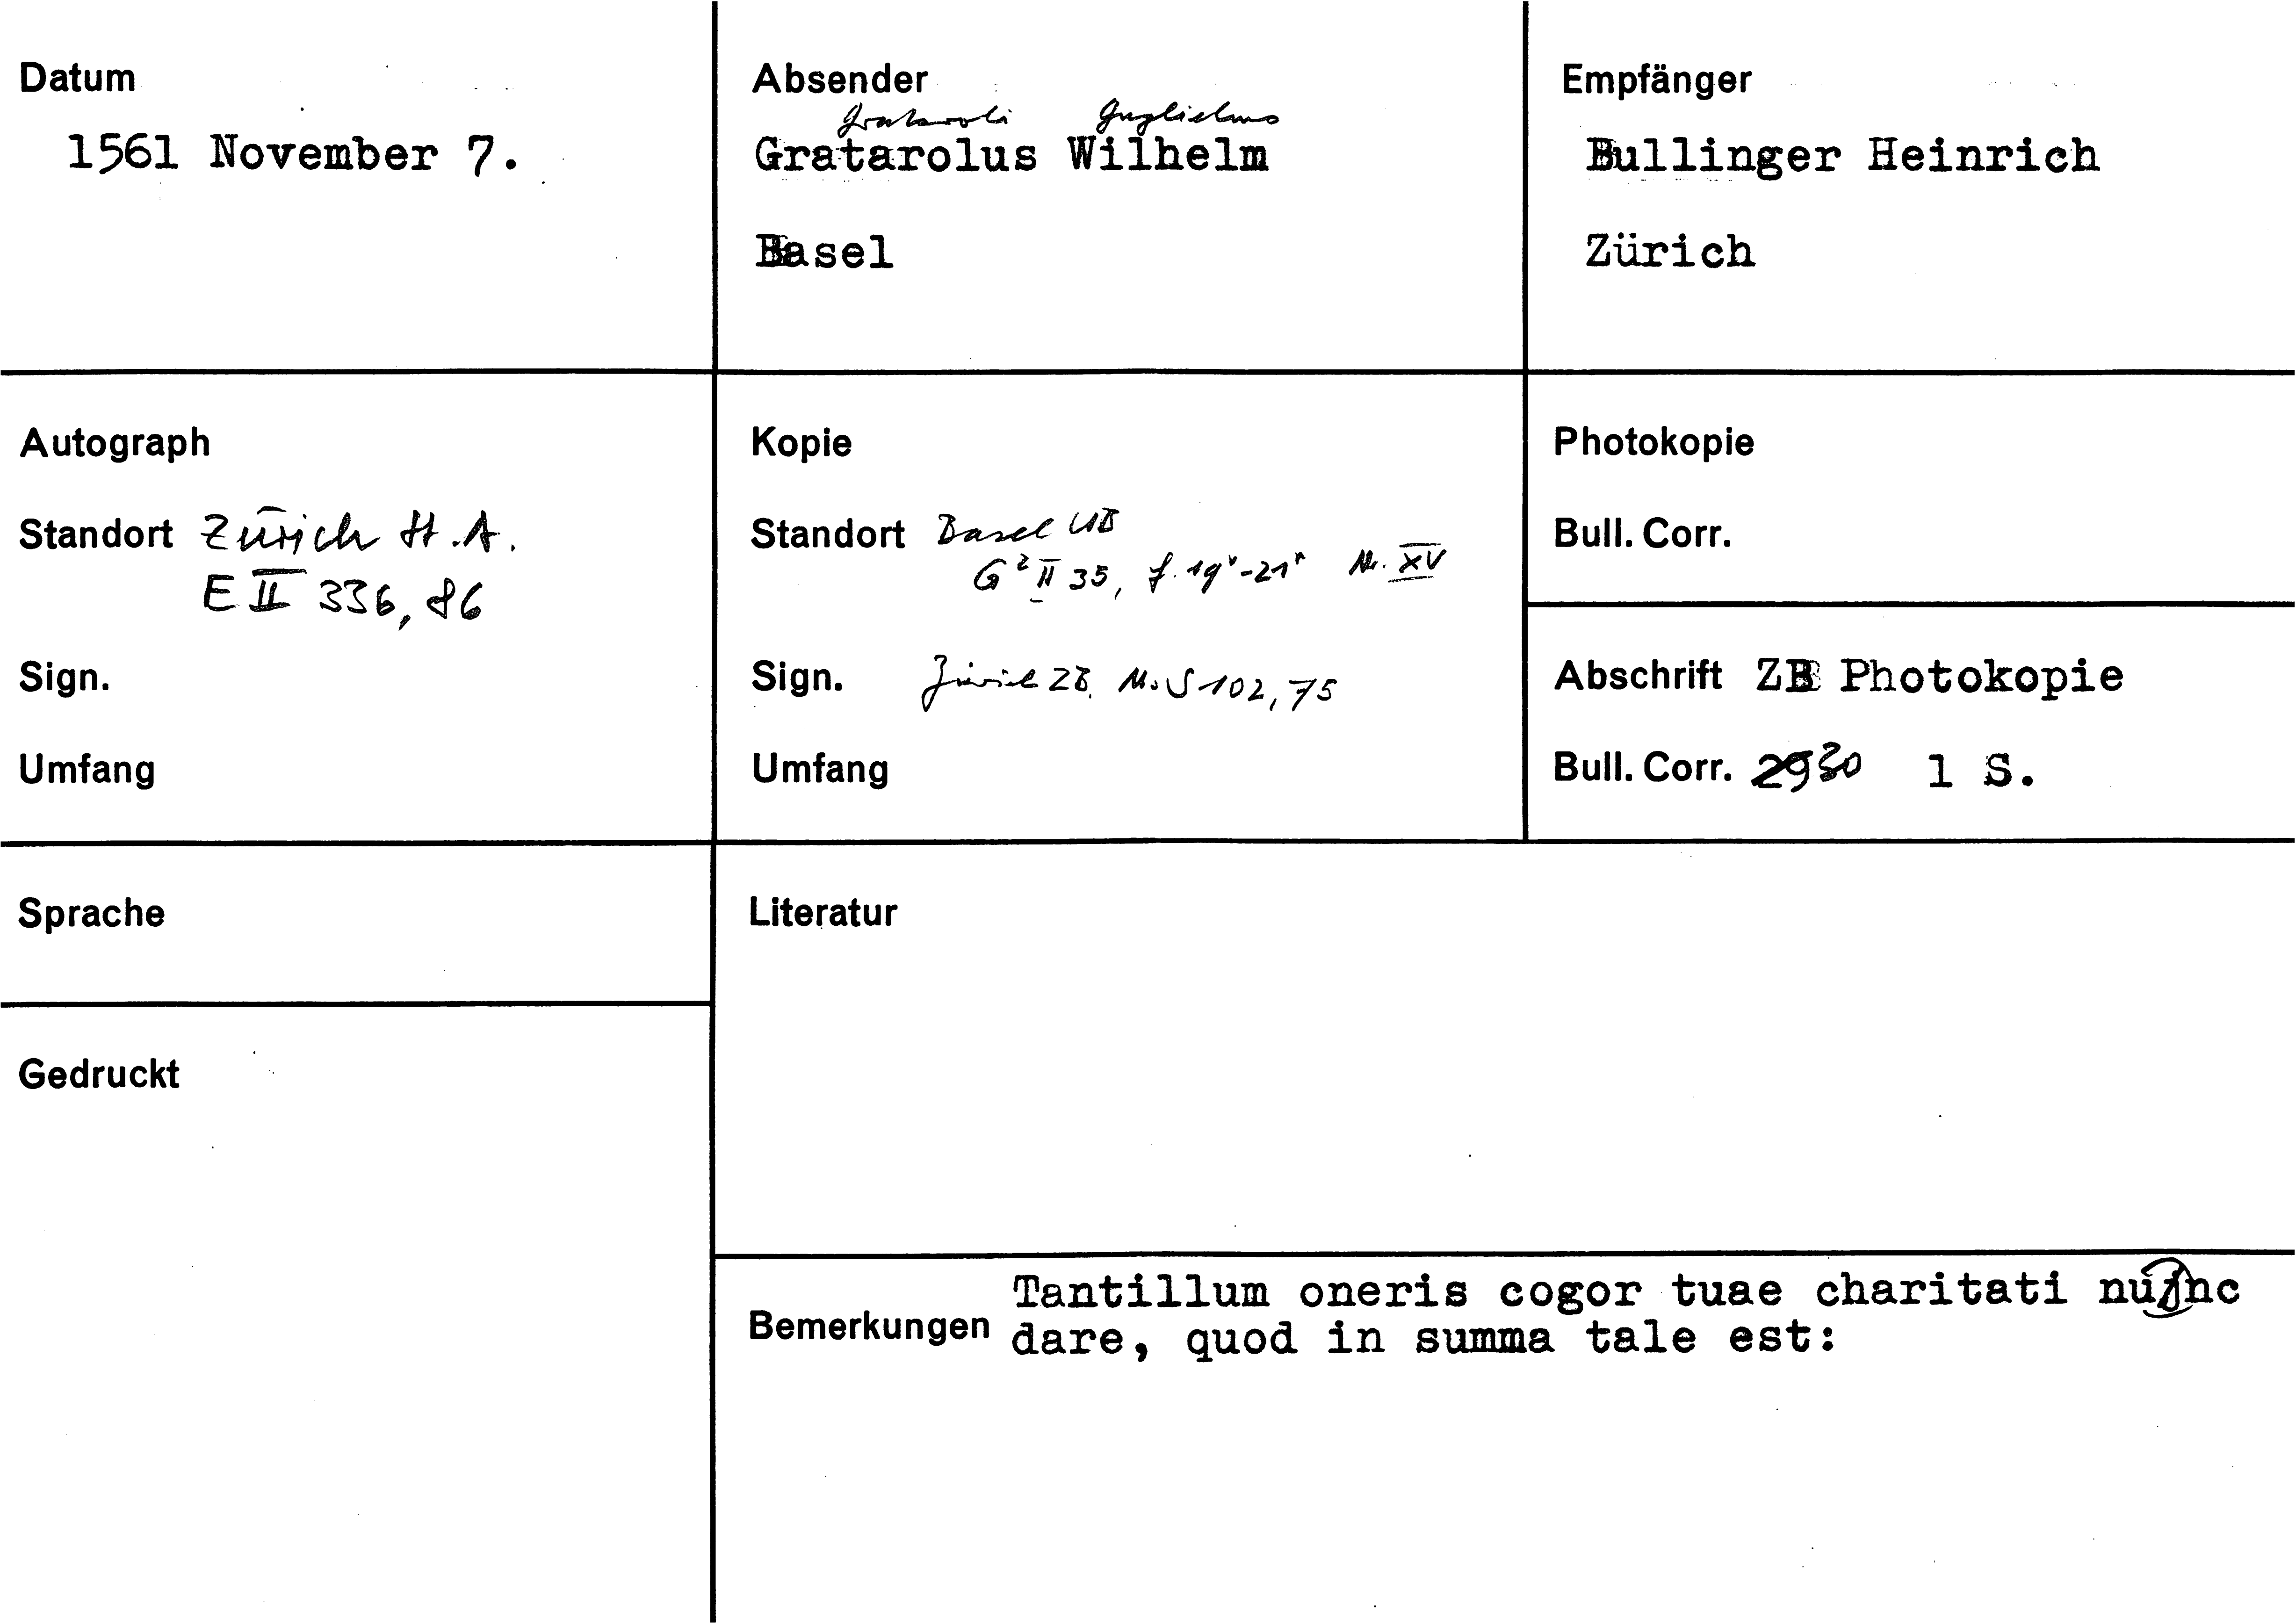 Datum
1561 November 7.
Absender
Grataroli Guglielmo
Gratarolus Wilhelm
Basel
Empfänger
Bullinger Heinrich
Zürich
Autograph
Standort Zürich St.A.
E II 336, 86
Sign.
Umfang
Kopie
Standort Basel UB
G² II 35, f. 19v-21r Nr. XV
Sign. Zürich ZB. Ms S 102, 75
Umfang
Photokopie
Bull. Corr.
Abschrift ZB Photokopie
Bull. Corr. 2930 1 S.
Sprache
Gedruckt
Literatur
Bemerkungen
Tantillum oneris cogor tuae charitati nunc
dare, quod in summa tale est: